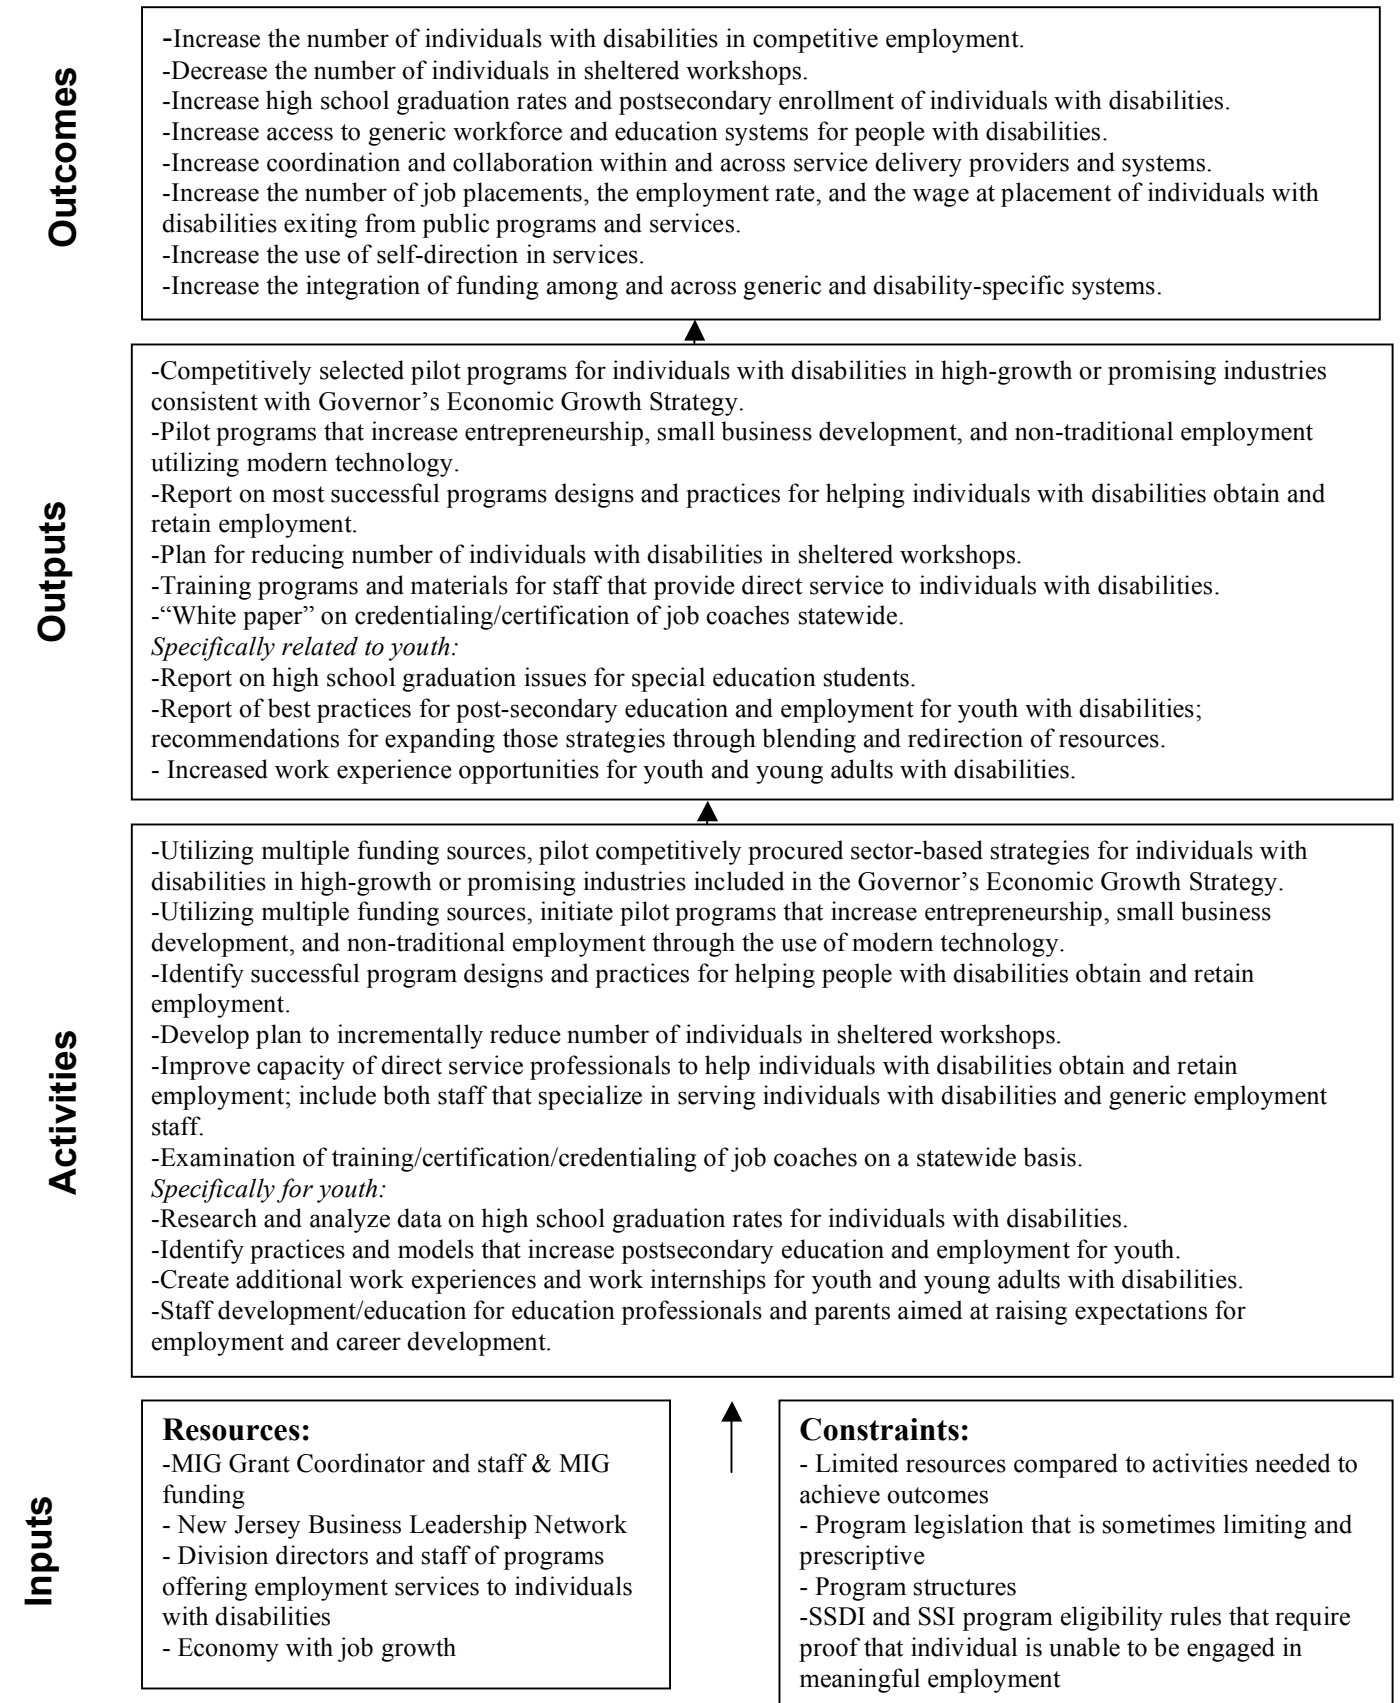 Outcomes
-Increase the number of individuals with disabilities in competitive employment.
-Decrease the number of individuals in sheltered workshops.
-Increase high school graduation rates and postsecondary enrollment of individuals with disabilities.
-Increase access to generic workforce and education systems for people with disabilities.
-Increase coordination and collaboration within and across service delivery providers and systems.
-Increase the number of job placements, the employment rate, and the wage at placement of individuals with
disabilities exiting from public programs and services.
-Increase the use of self-direction in services.
-Increase the integration of funding among and across generic and disability-specific systems.
Outputs
-Competitively selected pilot programs for individuals with disabilities in high-growth or promising industries
consistent with Governor’s Economic Growth Strategy.
-Pilot programs that increase entrepreneurship, small business development, and non-traditional employment
utilizing modern technology.
-Report on most successful programs designs and practices for helping individuals with disabilities obtain and
retain employment.
-Plan for reducing number of individuals with disabilities in sheltered workshops.
-Training programs and materials for staff that provide direct service to individuals with disabilities.
-“White paper” on credentialing/certification of job coaches statewide.
Specifically related to youth:
-Report on high school graduation issues for special education students.
-Report of best practices for post-secondary education and employment for youth with disabilities;
recommendations for expanding those strategies through blending and redirection of resources.
- Increased work experience opportunities for youth and young adults with disabilities.
Activities
-Utilizing multiple funding sources, pilot competitively procured sector-based strategies for individuals with
disabilities in high-growth or promising industries included in the Governor’s Economic Growth Strategy.
-Utilizing multiple funding sources, initiate pilot programs that increase entrepreneurship, small business
development, and non-traditional employment through the use of modern technology.
-Identify successful program designs and practices for helping people with disabilities obtain and retain
employment.
-Develop plan to incrementally reduce number of individuals in sheltered workshops.
-Improve capacity of direct service professionals to help individuals with disabilities obtain and retain
employment; include both staff that specialize in serving individuals with disabilities and generic employment
staff.
-Examination of training/certification/credentialing of job coaches on a statewide basis.
Specifically for youth:
-Research and analyze data on high school graduation rates for individuals with disabilities.
-Identify practices and models that increase postsecondary education and employment for youth.
-Create additional work experiences and work internships for youth and young adults with disabilities.
-Staff development/education for education professionals and parents aimed at raising expectations for
employment and career development.
Inputs
Resources:
-MIG Grant Coordinator and staff & MIG
funding
- New Jersey Business Leadership Network
- Division directors and staff of programs
offering employment services to individuals
with disabilities
- Economy with job growth
Constraints:
- Limited resources compared to activities needed to
achieve outcomes
- Program legislation that is sometimes limiting and
prescriptive
- Program structures
-SSDI and SSI program eligibility rules that require
proof that individual is unable to be engaged in
meaningful employment